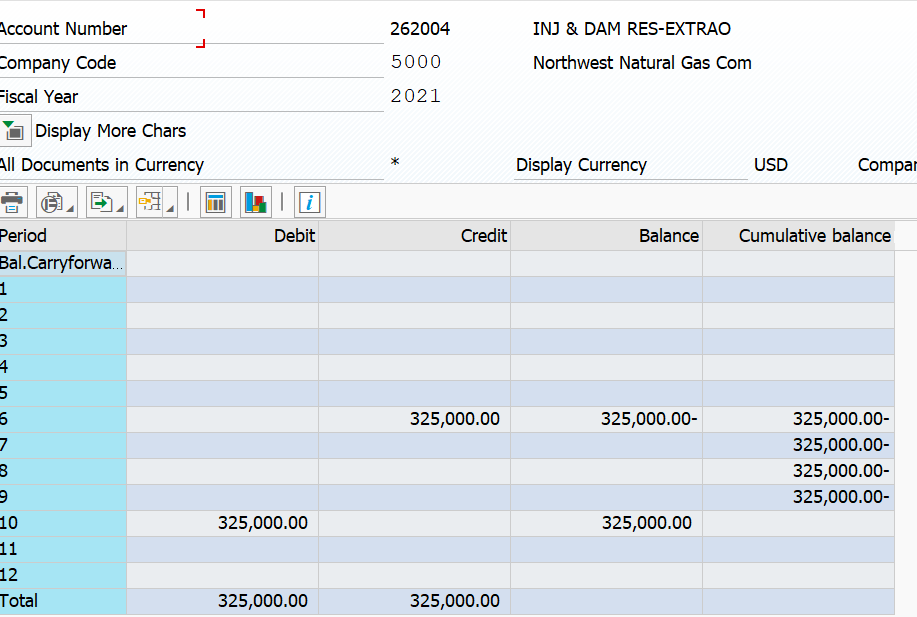 Account Number 262004 INJ & DAM RES-EXTRAO
Company Code 5000 Northwest Natural Gas Com
Fiscal Year 2021
Display More Chars
All Documents in Currency * Display Currency USD Compan
Period Debit Credit Balance Cumulative balance
Bal.Carryforwa...
1
2
3
4
5
6 325,000.00 325,000.00- 325,000.00-
7 325,000.00-
8 325,000.00-
9 325,000.00-
10 325,000.00 325,000.00
11
12
Total 325,000.00 325,000.00